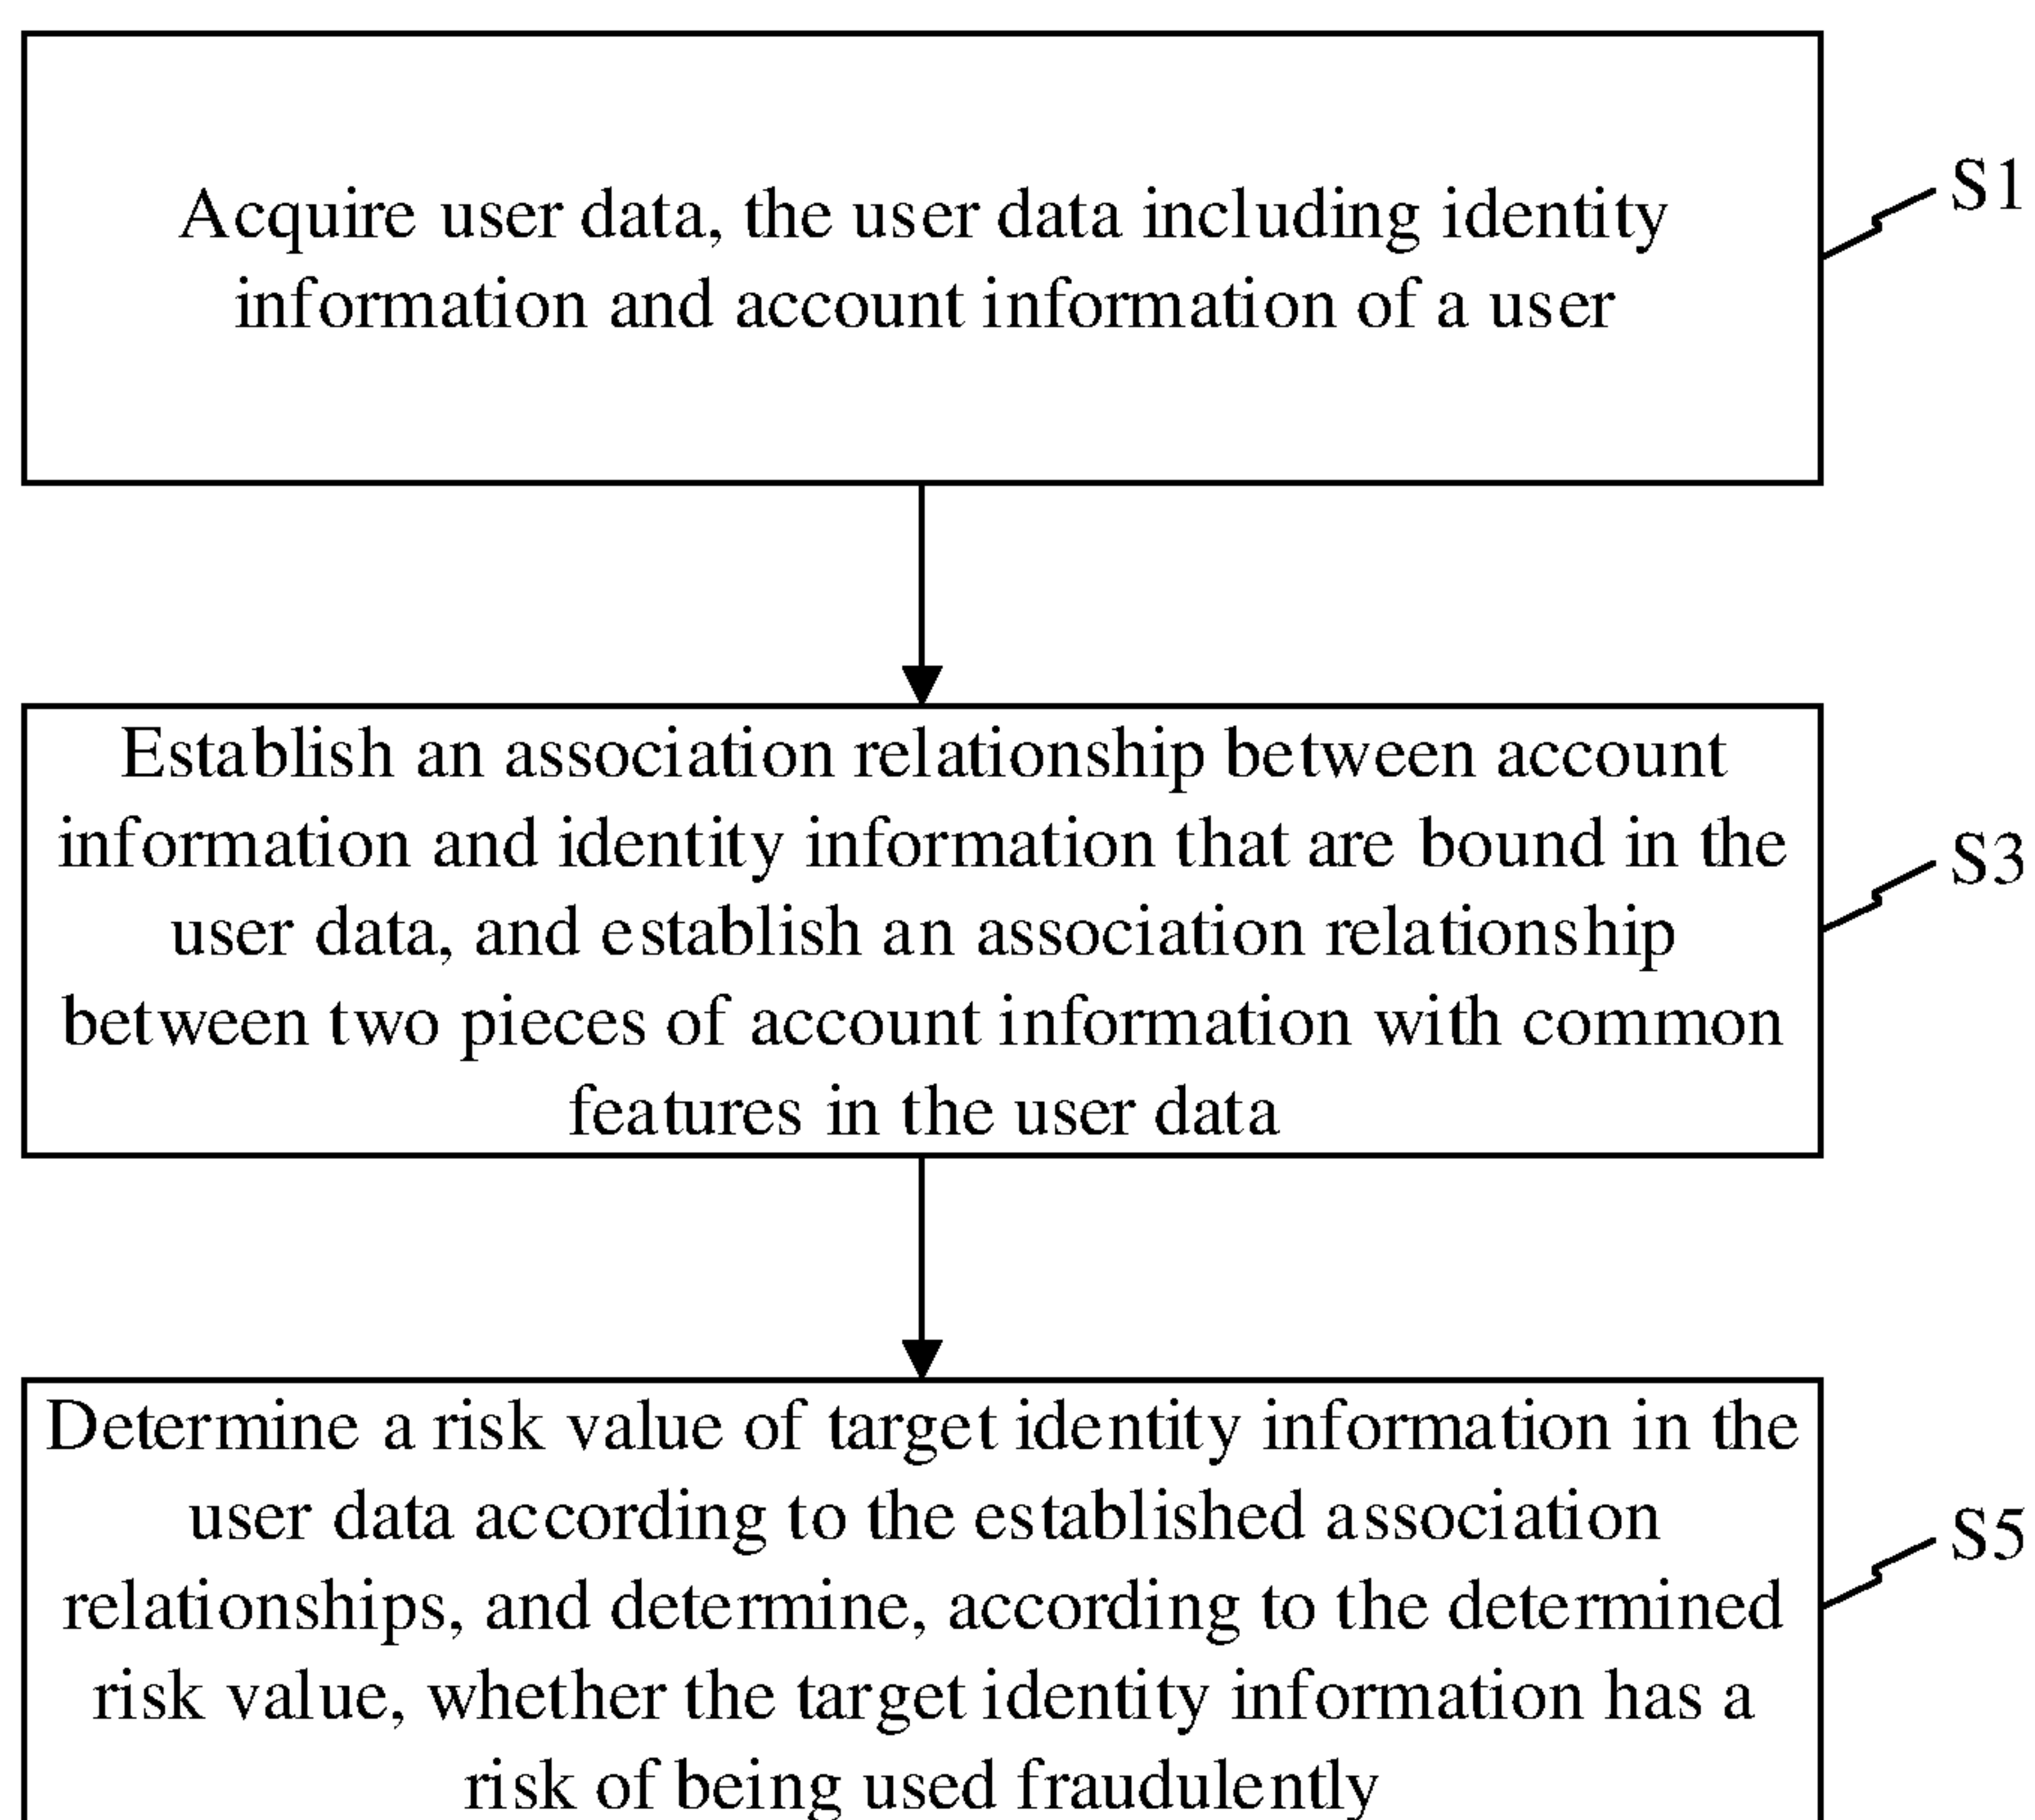 Acquire user data, the user data including identity
information and account information of a user
S1
Establish an association relationship between account
information and identity information that are bound in the
user data, and establish an association relationship
between two pieces of account information with common
features in the user data
S3
Determine a risk value of target identity information in the
user data according to the established association
relationships, and determine, according to the determined
risk value, whether the target identity information has a
risk of being used fraudulently
S5